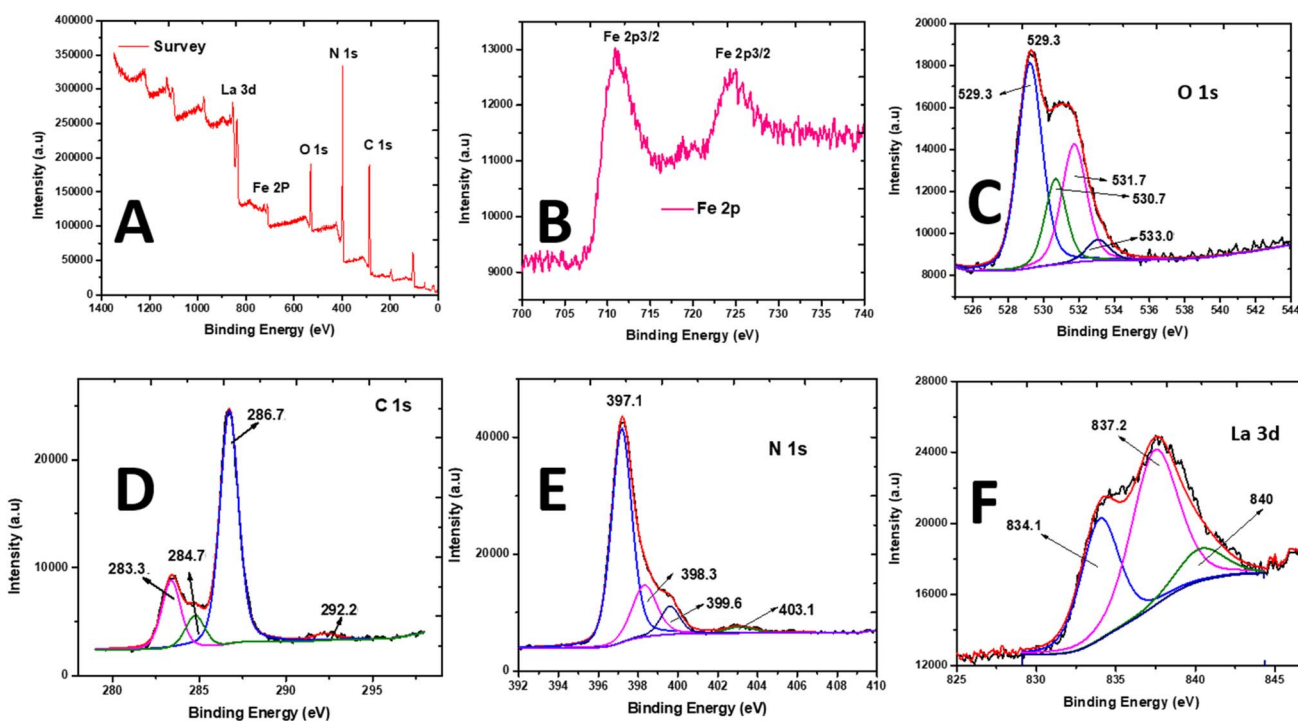 A
Survey
La 3d
Fe 2P
O 1s
N 1s
C 1s
Intensity (a.u)
400000
350000
300000
250000
200000
150000
100000
50000
0
1400 1200 1000 800 600 400 200 0
Binding Energy (eV)
B
Fe 2p3/2
Fe 2p3/2
Fe 2p
Intensity (a.u)
13000
12000
11000
10000
9000
700 705 710 715 720 725 730 735 740
Binding Energy (eV)
C
O 1s
529.3
529.3
531.7
530.7
533.0
Intensity (a.u)
20000
18000
16000
14000
12000
10000
8000
526 528 530 532 534 536 538 540 542 544
Binding Energy (eV)
D
C 1s
286.7
284.7
283.3
292.2
Intensity (a.u)
20000
10000
0
280 285 290 295
Binding Energy (eV)
E
N 1s
397.1
398.3
399.6
403.1
Intensity (a.u)
40000
20000
0
392 394 396 398 400 402 404 406 408 410
Binding Energy (eV)
F
La 3d
837.2
834.1
840
Intensity (a.u)
28000
24000
20000
16000
12000
825 830 835 840 845
Binding Energy (eV)